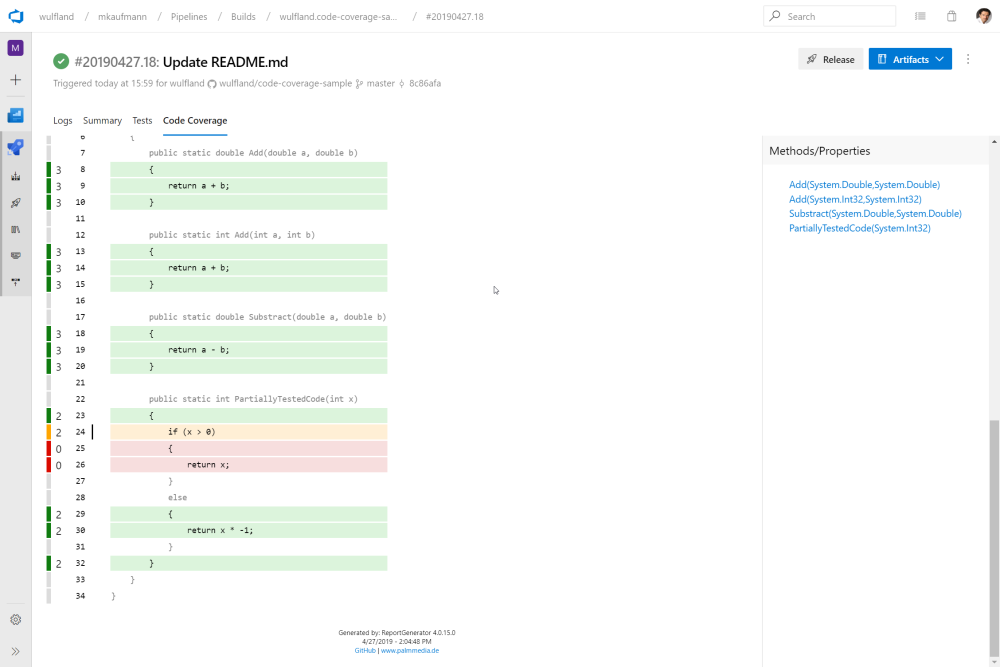 wulfland / mkaufmann / Pipelines / Builds / wulfland.code-coverage-sa... / #20190427.18
Search
M
#20190427.18: Update README.md
Release
Artifacts
Triggered today at 15:59 for wulfland wulfland/code-coverage-sample master 8c86afa
Logs Summary Tests Code Coverage
6 {
7 public static double Add(double a, double b)
3 8 {
3 9 return a + b;
3 10 }
11
12 public static int Add(int a, int b)
3 13 {
3 14 return a + b;
3 15 }
16
17 public static double Substract(double a, double b)
3 18 {
3 19 return a - b;
3 20 }
21
22 public static int PartiallyTestedCode(int x)
2 23 {
2 24 if (x > 0)
0 25 {
0 26 return x;
27 }
28 else
2 29 {
2 30 return x * -1;
31 }
2 32 }
33 }
34 }
Methods/Properties
Add(System.Double,System.Double)
Add(System.Int32,System.Int32)
Substract(System.Double,System.Double)
PartiallyTestedCode(System.Int32)
Generated by: ReportGenerator 4.0.15.0
4/27/2019 - 2:04:48 PM
GitHub | www.palmmedia.de